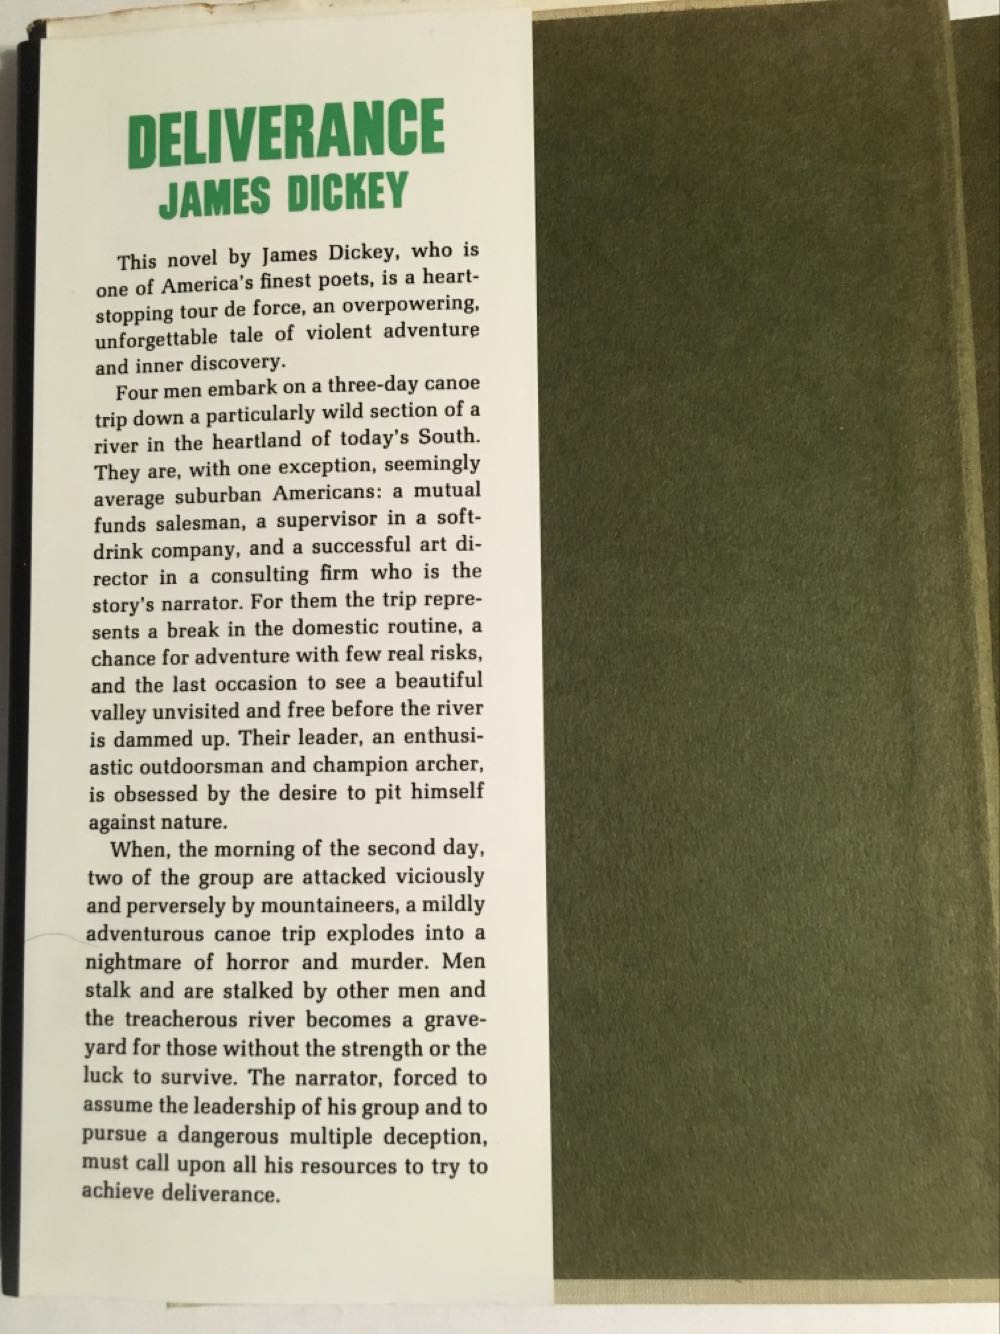 DELIVERANCE
JAMES DICKEY
This novel by James Dickey, who is
one of America's finest poets, is a heart-
stopping tour de force, an overpowering,
unforgettable tale of violent adventure
and inner discovery.
Four men embark on a three-day canoe
trip down a particularly wild section of a
river in the heartland of today's South.
They are, with one exception, seemingly
average suburban Americans: a mutual
funds salesman, a supervisor in a soft-
drink company, and a successful art di-
rector in a consulting firm who is the
story's narrator. For them the trip repre-
sents a break in the domestic routine, a
chance for adventure with few real risks,
and the last occasion to see a beautiful
valley unvisited and free before the river
is dammed up. Their leader, an enthusi-
astic outdoorsman and champion archer,
is obsessed by the desire to pit himself
against nature.
When, the morning of the second day,
two of the group are attacked viciously
and perversely by mountaineers, a mildly
adventurous canoe trip explodes into a
nightmare of horror and murder. Men
stalk and are stalked by other men and
the treacherous river becomes a grave-
yard for those without the strength or the
luck to survive. The narrator, forced to
assume the leadership of his group and to
pursue a dangerous multiple deception,
must call upon all his resources to try to
achieve deliverance.